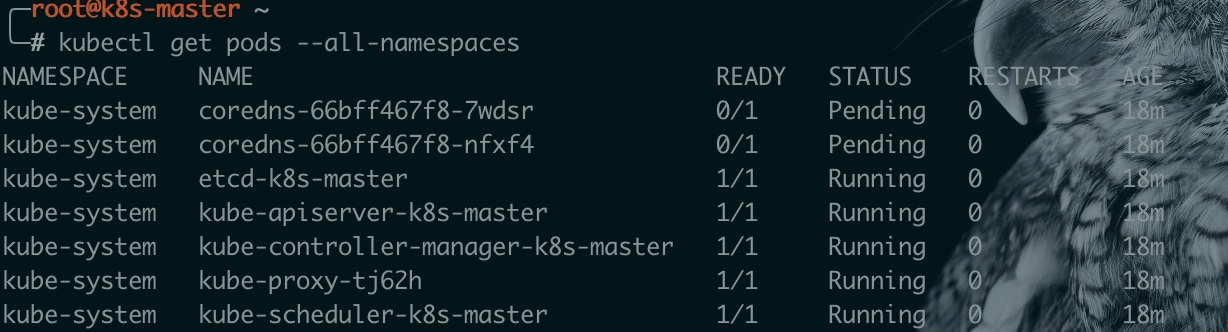 root@k8s-master ~
# kubectl get pods --all-namespaces
NAMESPACE NAME READY STATUS RESTARTS AGE
kube-system coredns-66bff467f8-7wdsr 0/1 Pending 0 18m
kube-system coredns-66bff467f8-nfxf4 0/1 Pending 0 18m
kube-system etcd-k8s-master 1/1 Running 0 18m
kube-system kube-apiserver-k8s-master 1/1 Running 0 18m
kube-system kube-controller-manager-k8s-master 1/1 Running 0 18m
kube-system kube-proxy-tj62h 1/1 Running 0 18m
kube-system kube-scheduler-k8s-master 1/1 Running 0 18m